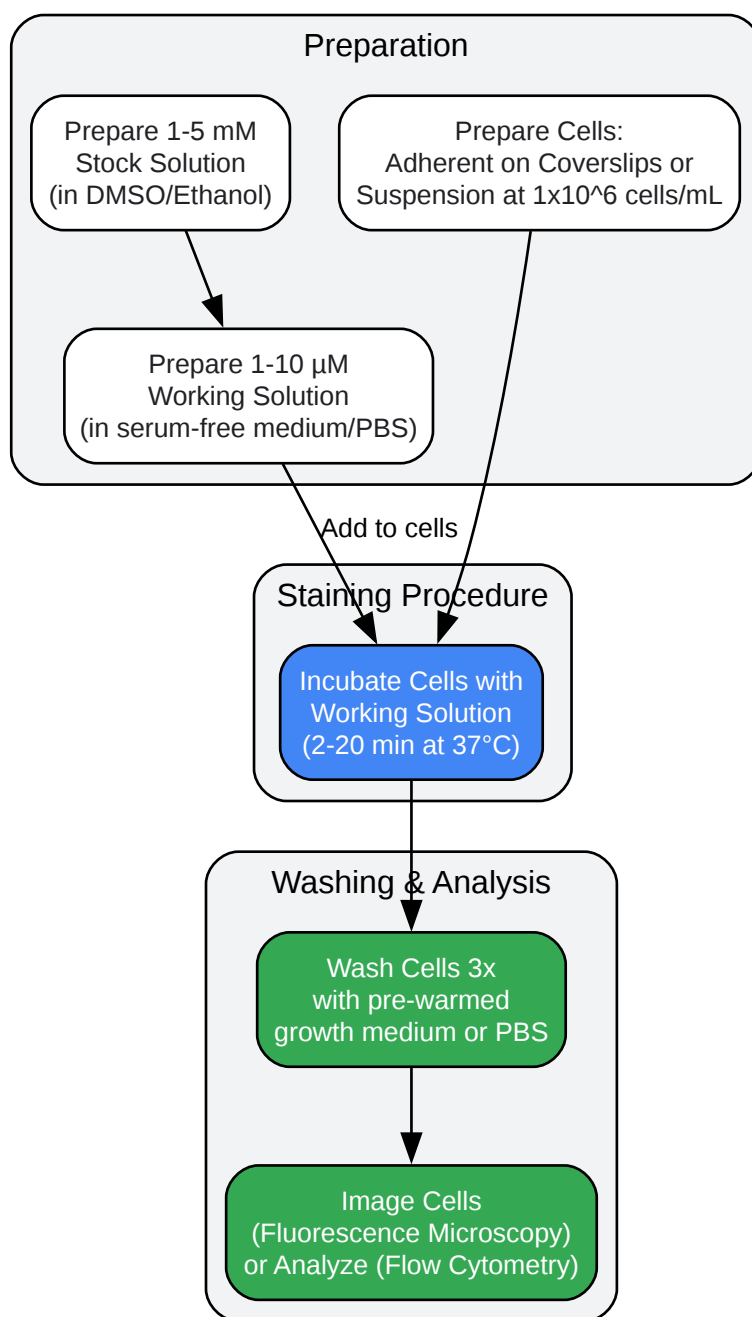 Preparation
Prepare 1-5 mM
Stock Solution
(in DMSO/Ethanol)
Prepare Cells:
Adherent on Coverslips or
Suspension at 1x10^6 cells/mL
Prepare 1-10 µM
Working Solution
(in serum-free medium/PBS)
Add to cells
Staining Procedure
Incubate Cells with
Working Solution
(2-20 min at 37°C)
Washing & Analysis
Wash Cells 3x
with pre-warmed
growth medium or PBS
Image Cells
(Fluorescence Microscopy)
or Analyze (Flow Cytometry)